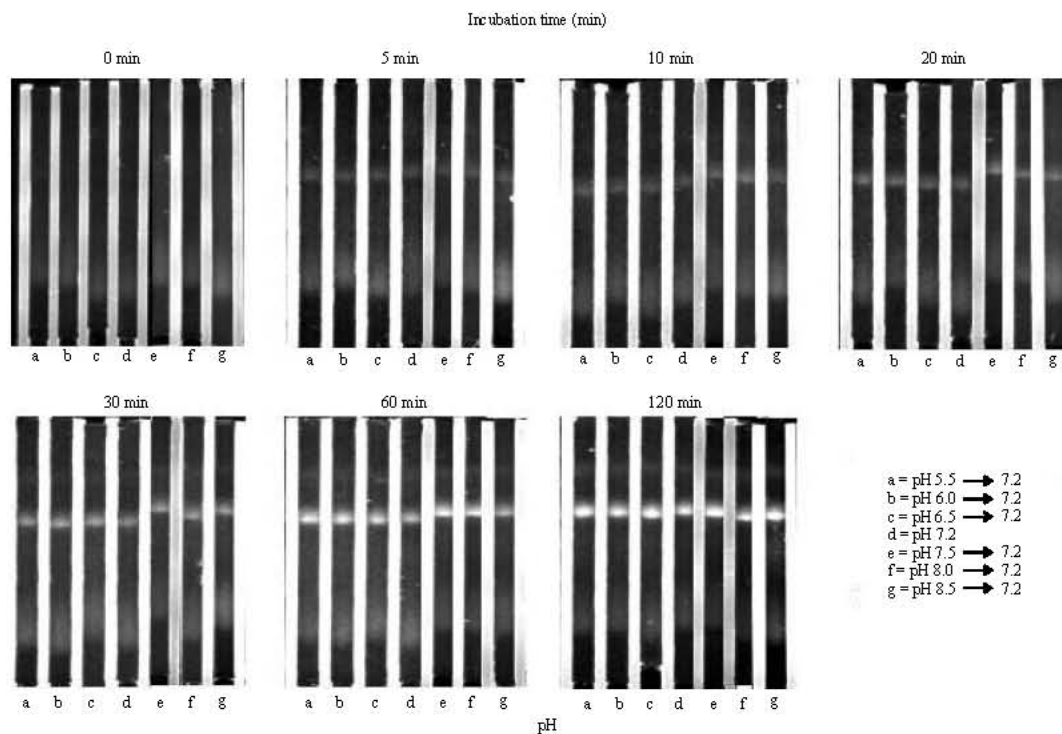 Incubation time (min)
0 min
5 min
10 min
20 min
a b c d e f g
a b c d e f g
a b c d e f g
a b c d e f g
30 min
60 min
120 min
a = pH 5.5 → 7.2
b = pH 6.0 → 7.2
c = pH 6.5 → 7.2
d = pH 7.2
e = pH 7.5 → 7.2
f = pH 8.0 → 7.2
g = pH 8.5 → 7.2
a b c d e f g
a b c d e f g
a b c d e f g
pH